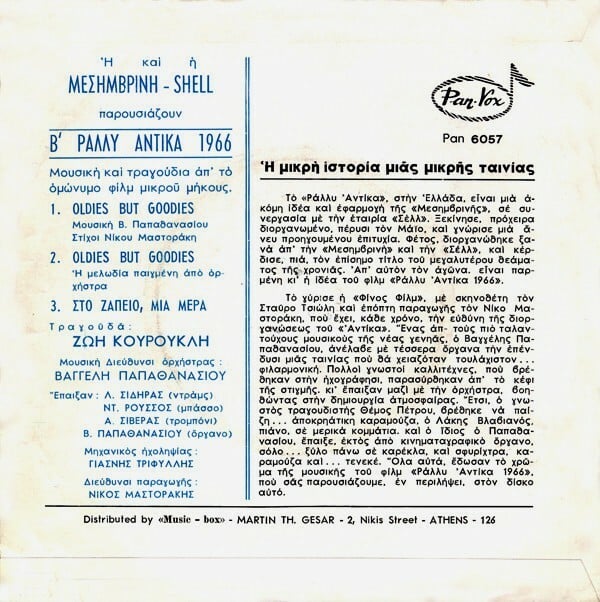 Ἡ καὶ ἡ
ΜΕΣΗΜΒΡΙΝΗ - SHELL
παρουσιάζουν
Β' ΡΑΛΛΥ ΑΝΤΙΚΑ 1966
Μουσικὴ καὶ τραγούδια ἀπ' τὸ
ὁμώνυμο φὶλμ μικροῦ μήκους.
1. OLDIES BUT GOODIES
Μουσικὴ Β. Παπαθανασίου
Στίχοι Νίκου Μαστοράκη
2. OLDIES BUT GOODIES
Ἡ μελωδία παιγμένη ἀπὸ ὀρ-
χήστρα
3. ΣΤΟ ΖΑΠΕΙΟ, ΜΙΑ ΜΕΡΑ
Τραγουδᾶ:
ΖΩΗ ΚΟΥΡΟΥΚΛΗ
Μουσικὴ Διεύθυνσι ὀρχήστρας:
ΒΑΓΓΕΛΗ ΠΑΠΑΘΑΝΑΣΙΟΥ
Ἔπαιξαν: Λ. ΣΙΔΗΡΑΣ (ντρὰμς)
ΝΤ. ΡΟΥΣΣΟΣ (μπάσσο)
Α. ΣΙΒΕΡΑΣ (τρομπόνι)
Β. ΠΑΠΑΘΑΝΑΣΙΟΥ (ὄργανο)
Μηχανικὸς ἠχοληψίας:
ΓΙΑΣΝΗΣ ΤΡΙΦΥΛΛΗΣ
Διεύθυνσι παραγωγῆς:
ΝΙΚΟΣ ΜΑΣΤΟΡΑΚΗΣ
Pan-Vox
Pan 6057
Ἡ μικρὴ ἱστορία μιᾶς μικρῆς ταινίας
Τὸ «Ράλλυ Ἀντίκα», στὴν Ἑλλάδα, εἶναι μιὰ ἀ-
κόμη ἰδέα καὶ ἐφαρμογὴ τῆς «Μεσημβρινῆς», σὲ συ-
νεργασία μὲ τὴν ἑταιρία «Σὲλλ». Ξεκίνησε, πρόχειρα
διοργανωμένο, πέρυσι τὸν Μάϊο, καὶ γνώρισε μιὰ ἄ-
νευ προηγουμένου ἐπιτυχία. Φέτος, διοργανώθηκε ξα-
νὰ ἀπ' τὴν «Μεσημβρινὴ» καὶ τὴν «Σὲλλ», καὶ κέρ-
δισε, πιά, τὸν ἐπίσημο τίτλο τοῦ μεγαλυτέρου θεάμα-
τος τῆς χρονιᾶς. Ἀπ' αὐτὸν τὸν ἀγῶνα. εἶναι παρ-
μένη κι' ἡ ἰδέα τοῦ φὶλμ «Ράλλυ Ἀντίκα 1966».
Τὸ γύρισε ἡ «Φίνος Φίλμ», μὲ σκηνοθέτη τὸν
Σταῦρο Τσιώλη καὶ ἐπόπτη παραγωγῆς τὸν Νίκο Μα-
στοράκη, ποὺ ἔχει, κάθε χρόνο, τὴν εὐθύνη τῆς διορ-
γανώσεως τοῦ «Ἀντίκα». Ἕνας ἀπ' τοὺς πιὸ ταλαν-
τούχους μουσικοὺς τῆς νέας γενηᾶς, ὁ Βαγγέλης Πα-
παθανασίου, ἀνέλαβε μὲ τέσσερα ὄργανα τὴν ἐπέν-
δυσι μιᾶς ταινίας ποὺ θὰ χειαζόταν τουλάχιστον...
φιλαρμονική. Πολλοὶ γνωστοὶ καλλιτέχνες, ποὺ βρέ-
θηκαν στὴν ἠχογράφησι, παρασύρθηκαν ἀπ' τὸ κέφι
τῆς στιγμῆς, κι' ἔπαιξαν μαζὶ μὲ τὴν ὀρχήστρα, βοη-
θῶντας στὴν δημιουργία ἀτμοσφαίρας. Ἔτσι, ὁ γνω-
στὸς τραγουδιστὴς Θέμος Πέτρου, βρέθηκε νὰ παί-
ζῃ... ἀποκρηάτικη καραμούζα, ὁ Λάκης Βλαβιανός,
πιάνο, σὲ μερικὰ κομμάτια. καὶ ὁ ἴδιος ὁ Παπαθα-
νασίου, ἔπαιξε, ἐκτὸς ἀπὸ κινηματογραφικὸ ὄργανο,
σόλο... ξύλο πάνω σὲ καρέκλα, καὶ σφυρίχτρα, κα-
ραμούζα καὶ... τενεκέ. Ὅλα αὐτά, ἔδωσαν τὸ χρῶ-
μα τῆς μουσικῆς τοῦ φὶλμ «Ράλλυ Ἀντίκα 1966»,
ποὺ σᾶς παρουσιάζουμε, ἐν περιλήψει, στὸν δίσκο
αὐτό.
Distributed by «Music - box» - MARTIN TH. GESAR - 2, Nikis Street - ATHENS - 126